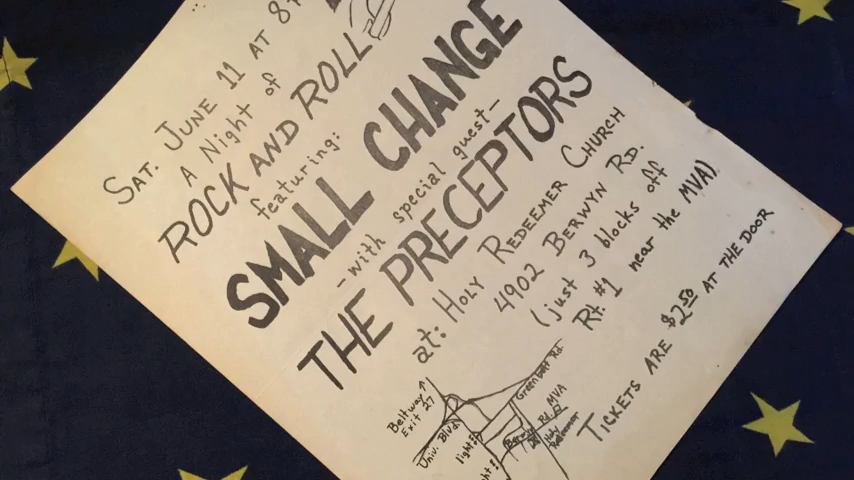 SAT. JUNE 11 AT 8
A Night of
ROCK AND ROLL
featuring:
SMALL CHANGE
-with special guest-
THE PRECEPTORS
at: HOLY REDEEMER CHURCH
4902 BERWYN RD.
(just 3 blocks off
Rt. #1 near the MVA)
TICKETS ARE $2.50 AT THE DOOR
Beltway ↑
Exit 27
Univ. Blvd.
Greenbelt Rd.
light
MVA
Berwyn Rd.
Holy
Redeemer